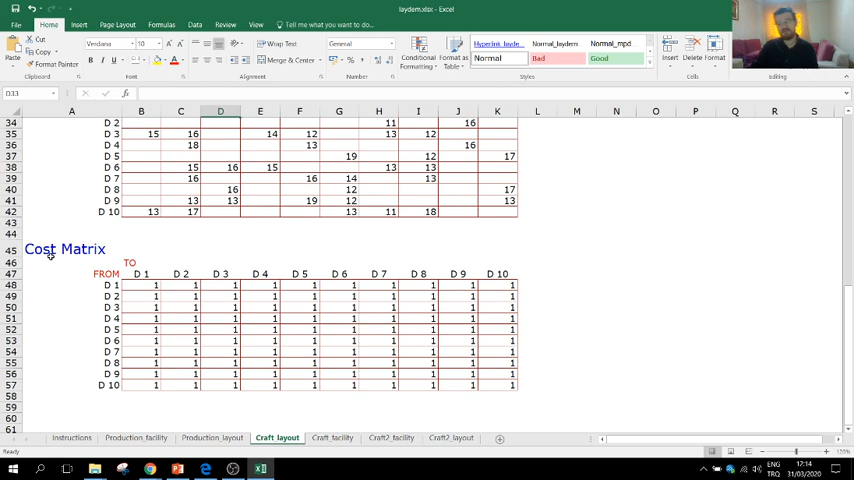 laydem.xlsx - Excel
File Home Insert Page Layout Formulas Data Review View Tell me what you want to do...
Cut
Copy
Format Painter
Paste
Clipboard
Verdana 10
B I U
Font
Wrap Text
Merge & Center
Alignment
General
Number
Conditional Formatting
Format as Table
Hyperlink_layde... Normal_laydem Normal_mpd
Normal Bad Good
Styles
Insert Delete Format
Cells
Editing
D33
A B C D E F G H I J K L M N O P Q R S
34 D 2 11 16
35 D 3 15 16 14 12 13 12
36 D 4 18 13 16
37 D 5 19 12 17
38 D 6 15 16 15 13 13
39 D 7 16 16 14 13
40 D 8 16 12 17
41 D 9 13 13 19 12 13
42 D 10 13 17 13 11 18
43
44
45 Cost Matrix
46 TO
47 FROM D 1 D 2 D 3 D 4 D 5 D 6 D 7 D 8 D 9 D 10
48 D 1 1 1 1 1 1 1 1 1 1 1
49 D 2 1 1 1 1 1 1 1 1 1 1
50 D 3 1 1 1 1 1 1 1 1 1 1
51 D 4 1 1 1 1 1 1 1 1 1 1
52 D 5 1 1 1 1 1 1 1 1 1 1
53 D 6 1 1 1 1 1 1 1 1 1 1
54 D 7 1 1 1 1 1 1 1 1 1 1
55 D 8 1 1 1 1 1 1 1 1 1 1
56 D 9 1 1 1 1 1 1 1 1 1 1
57 D 10 1 1 1 1 1 1 1 1 1 1
58
59
60
61
Instructions Production_facility Production_layout Craft_layout Craft_facility Craft2_facility Craft2_layout
Ready
ENG
TRQ
17:14
31/03/2020